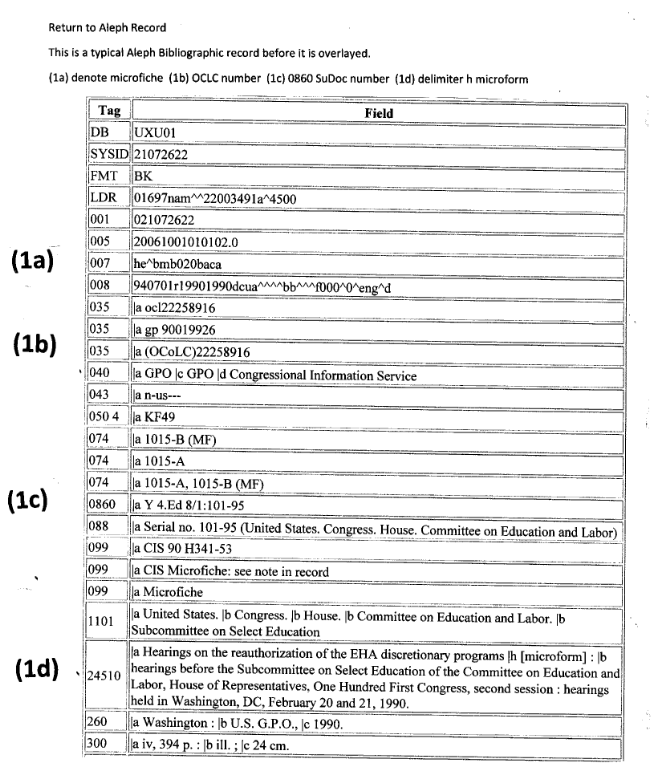 Return to Aleph Record
This is a typical Aleph Bibliographic record before it is overlayed.
(1a) denote microfiche (1b) OCLC number (1c) 0860 SuDoc number (1d) delimiter h microform
Tag Field
DB UXU01
SYSID 21072622
FMT BK
LDR 01697nam^^22003491a^4500
001 021072622
005 20061001010102.0
(1a) 007 he^bmb020baca
008 940701r19901990dcua^^^^bb^^^f000^0^eng^d
035 |a ocl22258916
035 |a gp 90019926
(1b) 035 |a (OCoLC)22258916
040 |a GPO |c GPO |d Congressional Information Service
043 |a n-us---
050 4 |a KF49
074 |a 1015-B (MF)
074 |a 1015-A
074 |a 1015-A, 1015-B (MF)
(1c) 0860 |a Y 4.Ed 8/1:101-95
088 |a Serial no. 101-95 (United States. Congress. House. Committee on Education and Labor)
099 |a CIS 90 H341-53
099 |a CIS Microfiche: see note in record
099 |a Microfiche
1101 |a United States. |b Congress. |b House. |b Committee on Education and Labor. |b
Subcommittee on Select Education
(1d) 24510 |a Hearings on the reauthorization of the EHA discretionary programs |h [microform] : |b
hearings before the Subcommittee on Select Education of the Committee on Education and
Labor, House of Representatives, One Hundred First Congress, second session : hearings
held in Washington, DC, February 20 and 21, 1990.
260 |a Washington : |b U.S. G.P.O., |c 1990.
300 |a iv, 394 p. : |b ill. ; |c 24 cm.